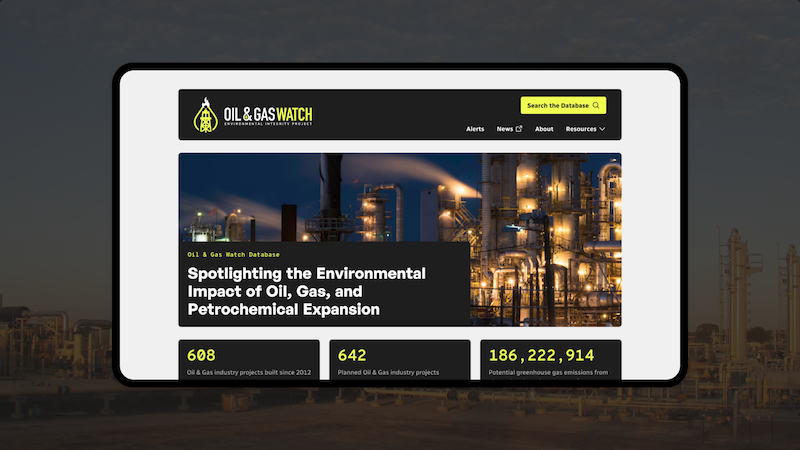 OIL & GAS WATCH
ENVIRONMENTAL INTEGRITY PROJECT
Search the Database
Alerts
News
About
Resources
Oil & Gas Watch Database
Spotlighting the Environmental
Impact of Oil, Gas, and
Petrochemical Expansion
608
Oil & Gas industry projects built since 2012
642
Planned Oil & Gas industry projects
186,222,914
Potential greenhouse gas emissions from